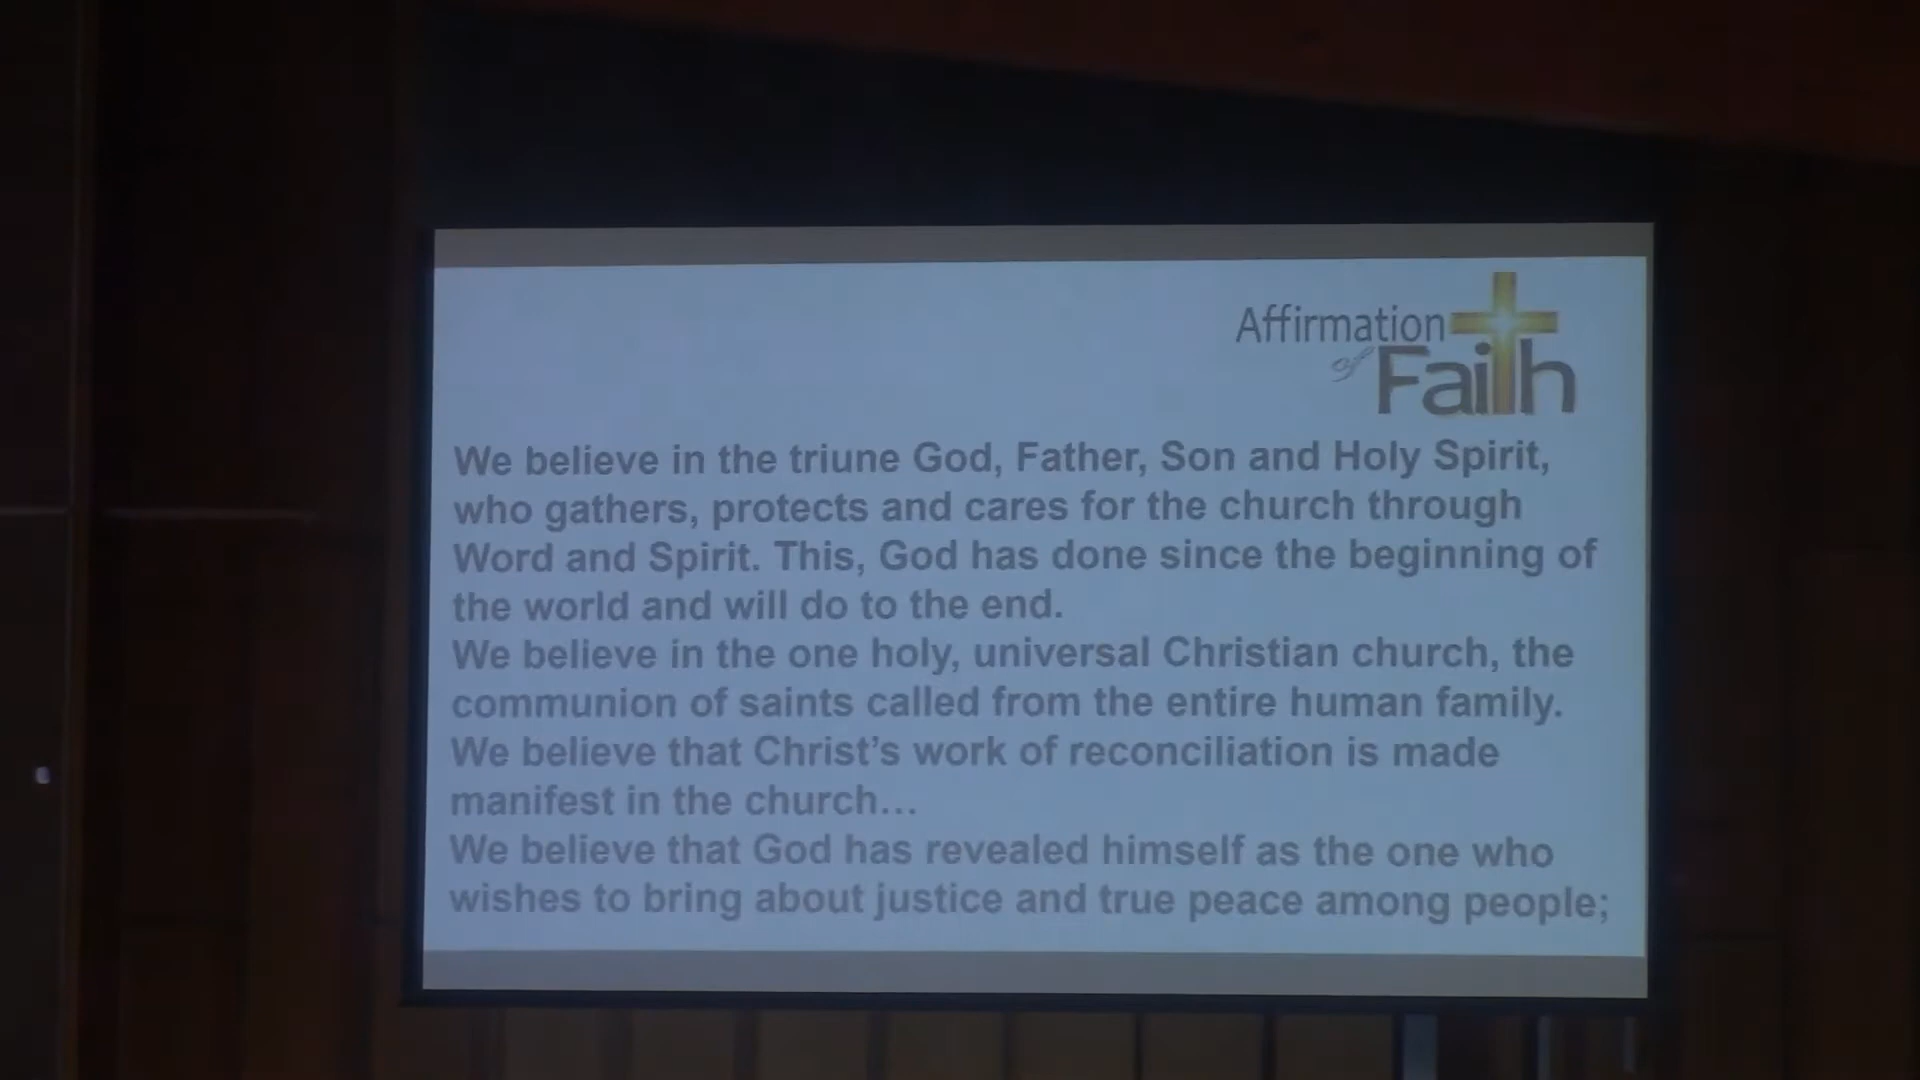 Affirmation
of
Faith
We believe in the triune God, Father, Son and Holy Spirit,
who gathers, protects and cares for the church through
Word and Spirit. This, God has done since the beginning of
the world and will do to the end.
We believe in the one holy, universal Christian church, the
communion of saints called from the entire human family.
We believe that Christ’s work of reconciliation is made
manifest in the church…
We believe that God has revealed himself as the one who
wishes to bring about justice and true peace among people;